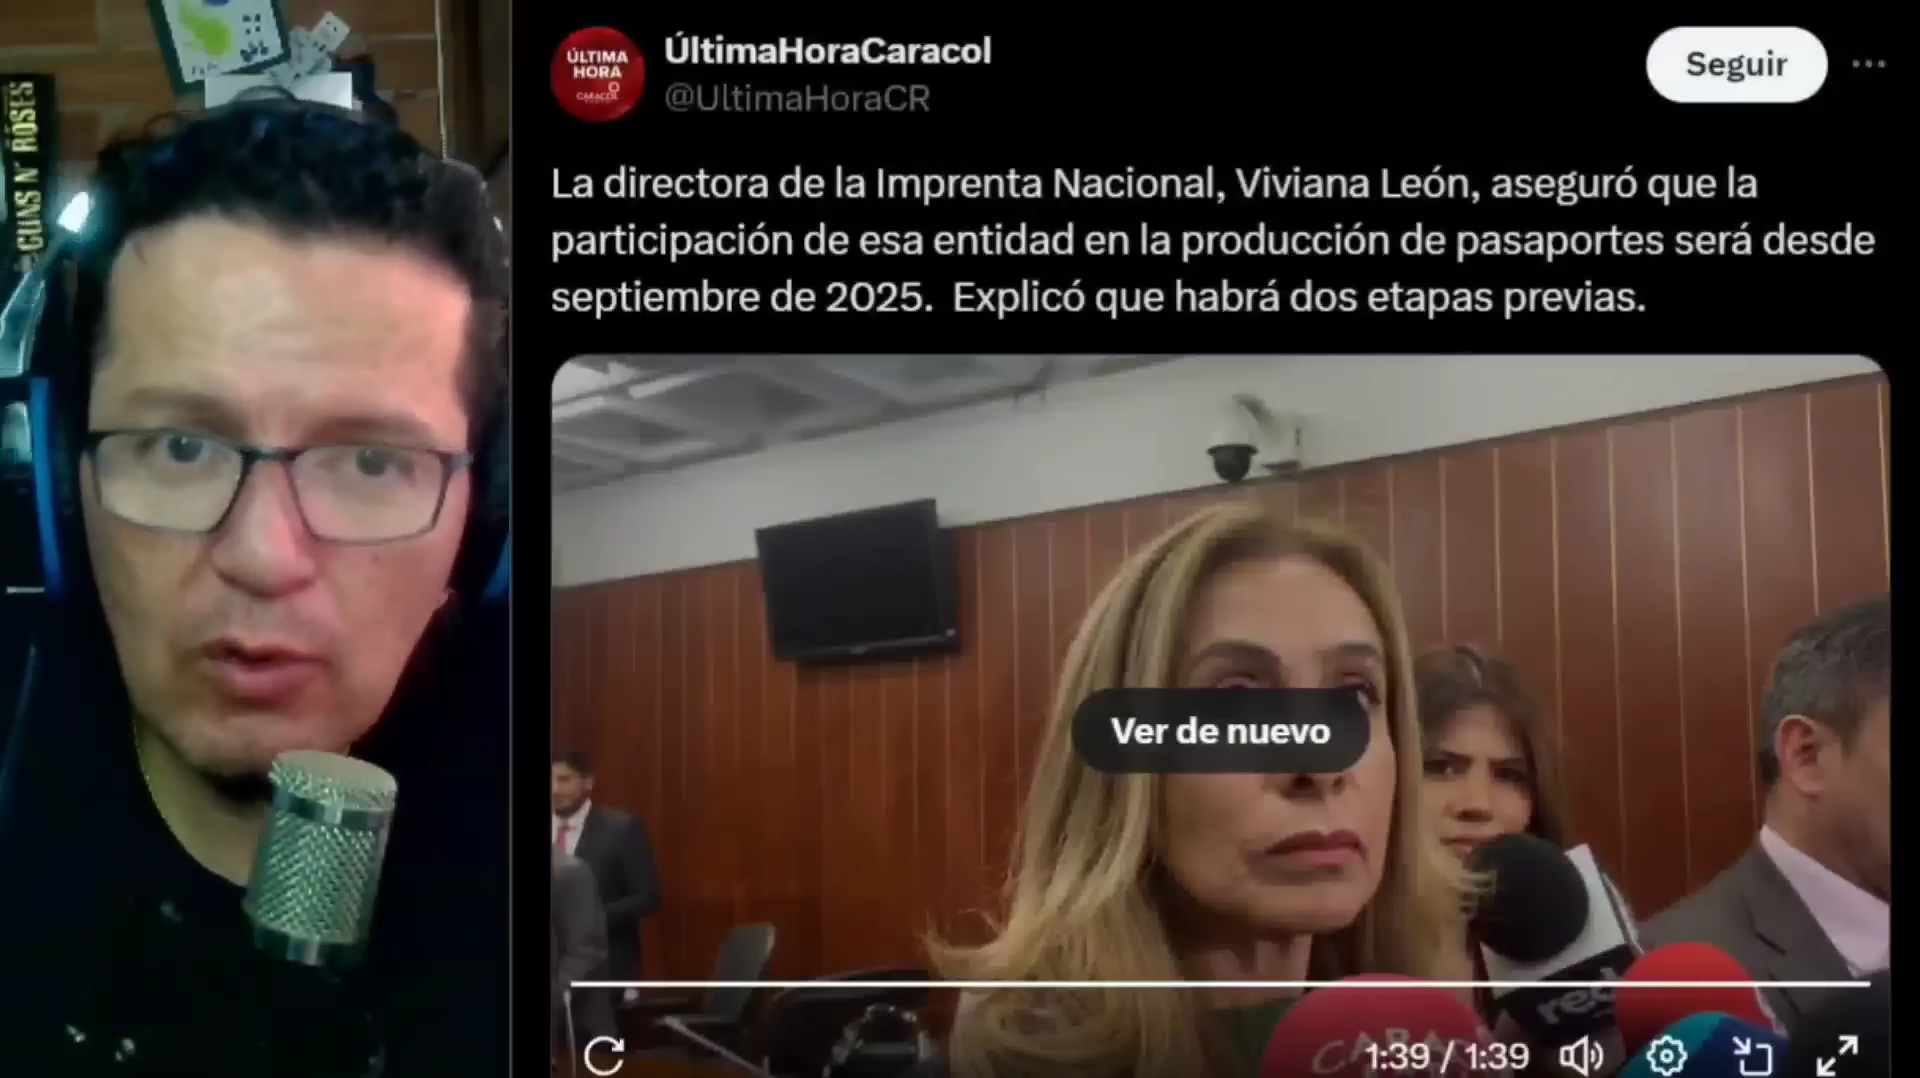 GUNS N' ROSES
ÚLTIMA
HORA
CARACOL
ÚltimaHoraCaracol
@UltimaHoraCR
Seguir
La directora de la Imprenta Nacional, Viviana León, aseguró que la
participación de esa entidad en la producción de pasaportes será desde
septiembre de 2025. Explicó que habrá dos etapas previas.
Ver de nuevo
red
1:39 / 1:39